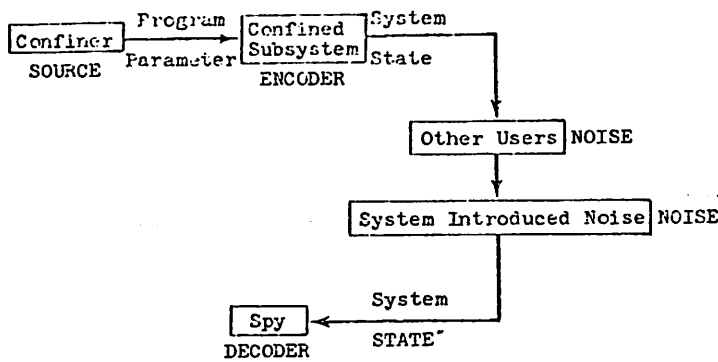 Program
Confined
System
Confiner
Subsystem
Parameter
State
SOURCE
ENCODER
Other Users
NOISE
System Introduced Noise
NOISE
System
Spy
STATE
DECODER